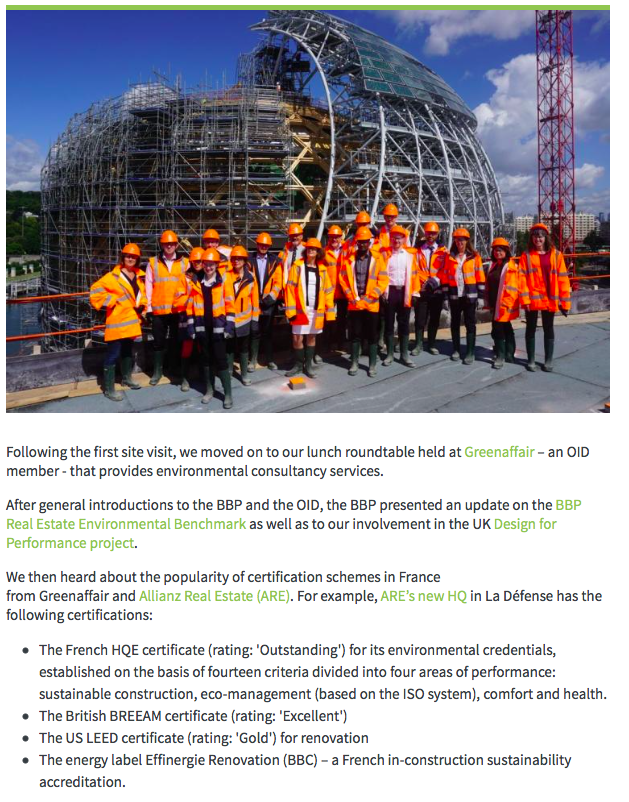 Following the first site visit, we moved on to our lunch roundtable held at Greenaffair – an OID
member - that provides environmental consultancy services.
After general introductions to the BBP and the OID, the BBP presented an update on the BBP
Real Estate Environmental Benchmark as well as to our involvement in the UK Design for
Performance project.
We then heard about the popularity of certification schemes in France
from Greenaffair and Allianz Real Estate (ARE). For example, ARE's new HQ in La Défense has the
following certifications:
• The French HQE certificate (rating: 'Outstanding') for its environmental credentials,
established on the basis of fourteen criteria divided into four areas of performance:
sustainable construction, eco-management (based on the ISO system), comfort and health.
• The British BREEAM certificate (rating: 'Excellent')
• The US LEED certificate (rating: 'Gold') for renovation
• The energy label Effinergie Renovation (BBC) – a French in-construction sustainability
accreditation.